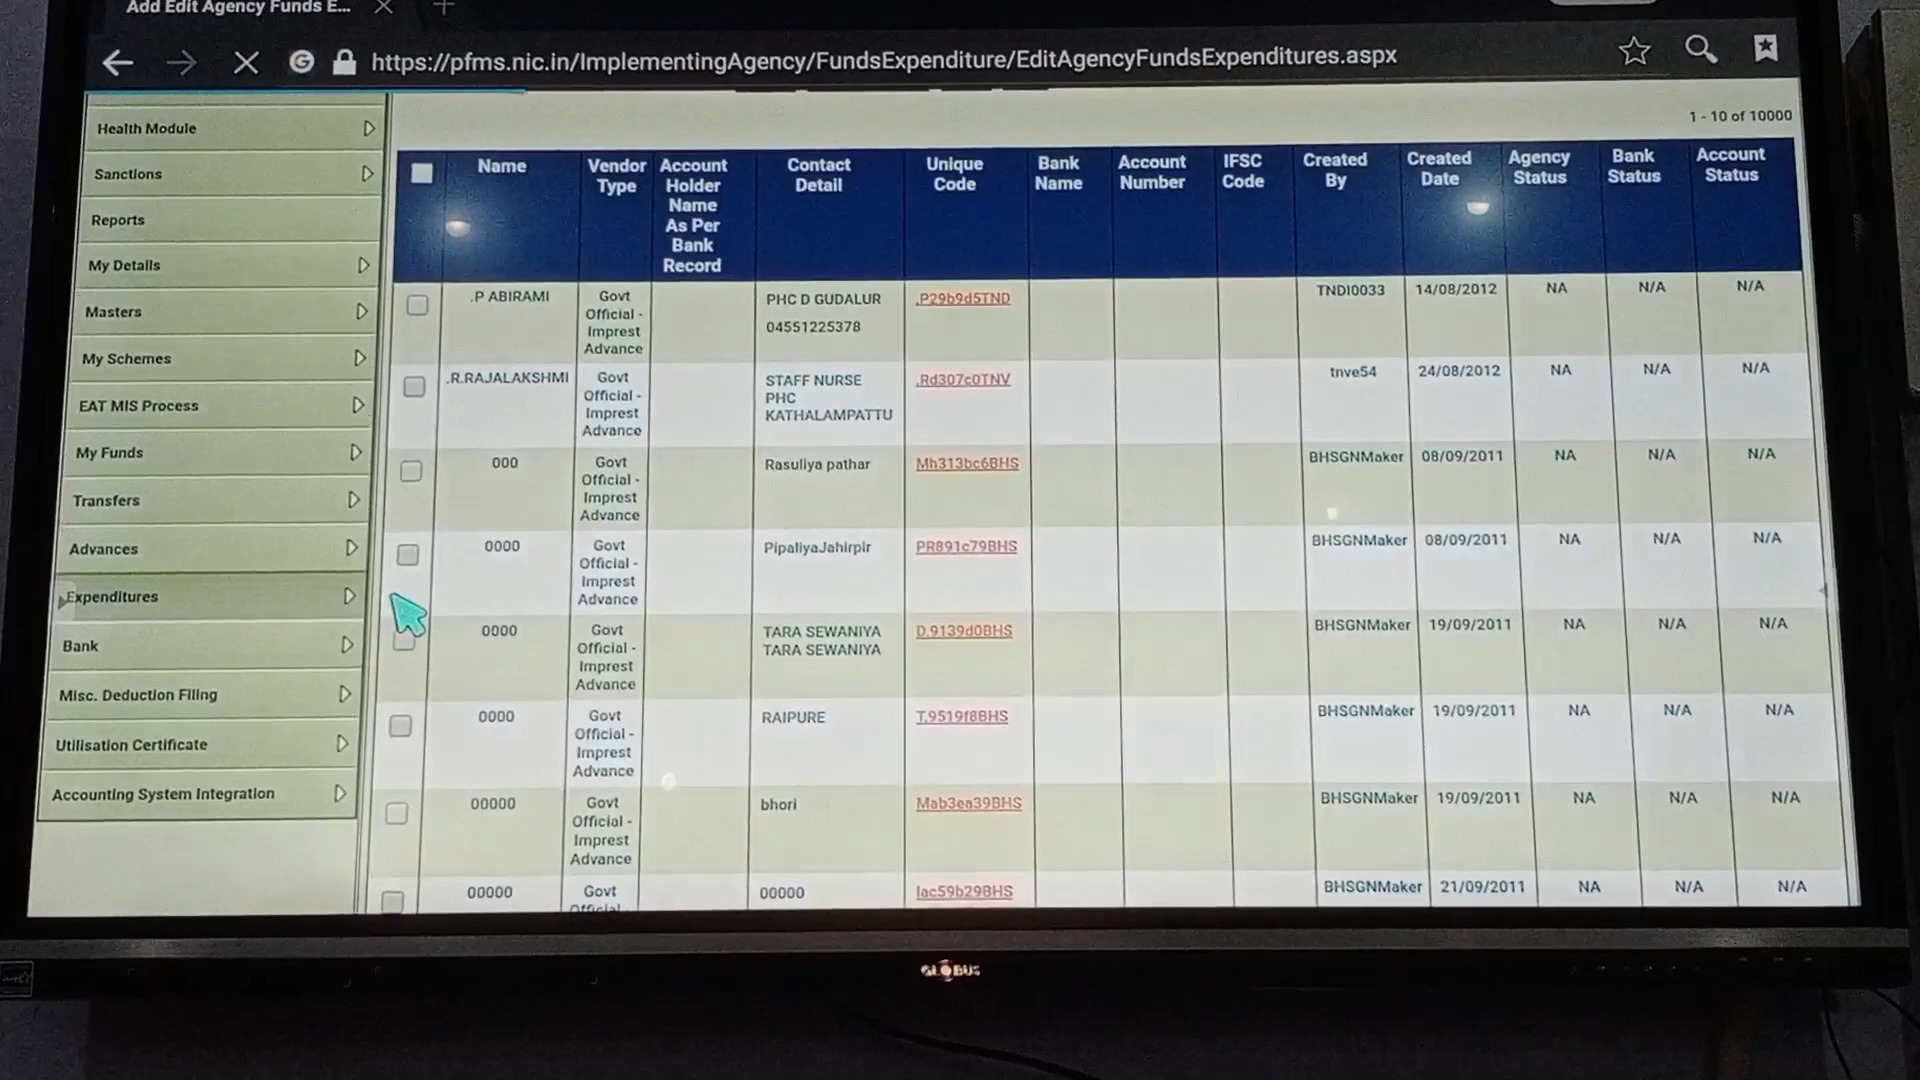 Add Edit Agency Funds E...
https://pfms.nic.in/ImplementingAgency/FundsExpenditure/EditAgencyFundsExpenditures.aspx
Health Module
Sanctions
Reports
My Details
Masters
My Schemes
EAT MIS Process
My Funds
Transfers
Advances
Expenditures
Bank
Misc. Deduction Filing
Utilisation Certificate
Accounting System Integration
1 - 10 of 10000
Name
Vendor
Type
Account
Holder
Name
As Per
Bank
Record
Contact
Detail
Unique
Code
Bank
Name
Account
Number
IFSC
Code
Created
By
Created
Date
Agency
Status
Bank
Status
Account
Status
.P ABIRAMI
Govt
Official -
Imprest
Advance
PHC D GUDALUR
04551225378
.P29b9d5TND
TNDI0033
14/08/2012
NA
N/A
N/A
.R.RAJALAKSHMI
Govt
Official -
Imprest
Advance
STAFF NURSE
PHC
KATHALAMPATTU
.Rd307c0TNV
tnve54
24/08/2012
NA
N/A
N/A
000
Govt
Official -
Imprest
Advance
Rasuliya pathar
Mh313bc6BHS
BHSGNMaker
08/09/2011
NA
N/A
N/A
0000
Govt
Official -
Imprest
Advance
PipaliyaJahirpir
PR891c79BHS
BHSGNMaker
08/09/2011
NA
N/A
N/A
0000
Govt
Official -
Imprest
Advance
TARA SEWANIYA
TARA SEWANIYA
D.9139d0BHS
BHSGNMaker
19/09/2011
NA
N/A
N/A
0000
Govt
Official -
Imprest
Advance
RAIPURE
T.9519f8BHS
BHSGNMaker
19/09/2011
NA
N/A
N/A
00000
Govt
Official -
Imprest
Advance
bhori
Mab3ea39BHS
BHSGNMaker
19/09/2011
NA
N/A
N/A
00000
Govt
Official
00000
lac59b29BHS
BHSGNMaker
21/09/2011
NA
N/A
N/A
GLOBUS